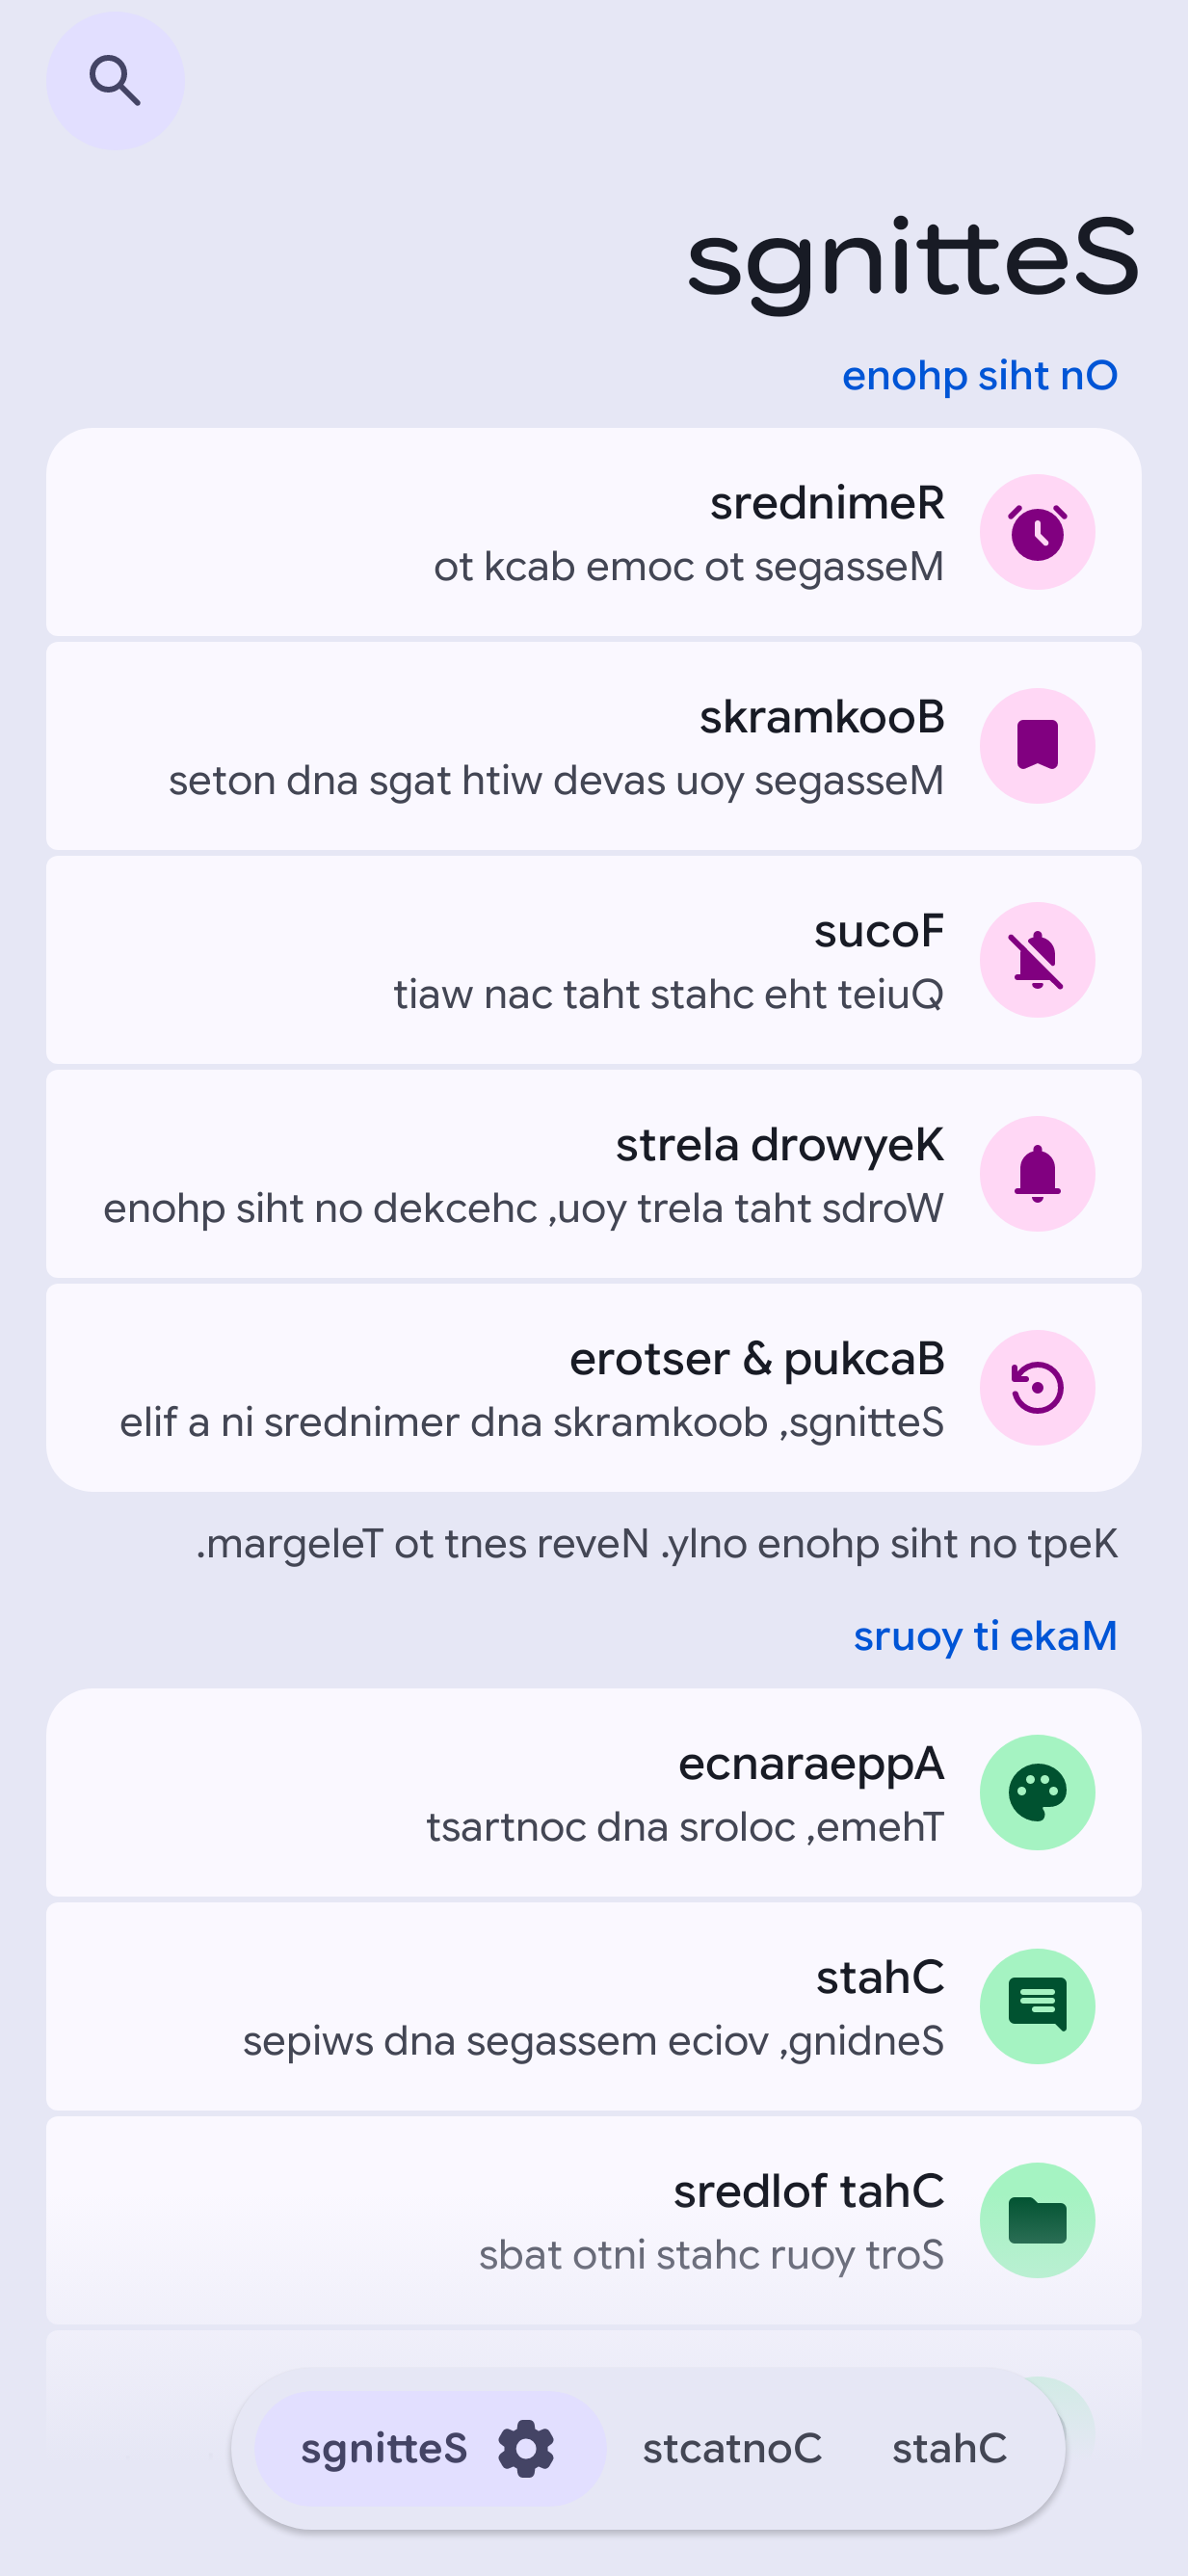 sgnitteS
enohp siht nO
srednimeR
ot kcab emoc ot segasseM
skramkooB
seton dna sgat htiw devas uoy segasseM
sucoF
tiaw nac taht stahc eht teiuQ
strela drowyeK
enohp siht no dekcehc ,uoy trela taht sdroW
erotser & pukcaB
elif a ni srednimer dna skramkoob ,sgnitteS
.margeleT ot tnes reveN .ylno enohp siht no tpeK
sruoy ti ekaM
ecnaraeppA
tsartnoc dna sroloc ,emehT
stahC
sepiws dna segassem eciov ,gnidneS
sredlof tahC
sbat otni stahc ruoy troS
sgnitteS stcatnoC stahC